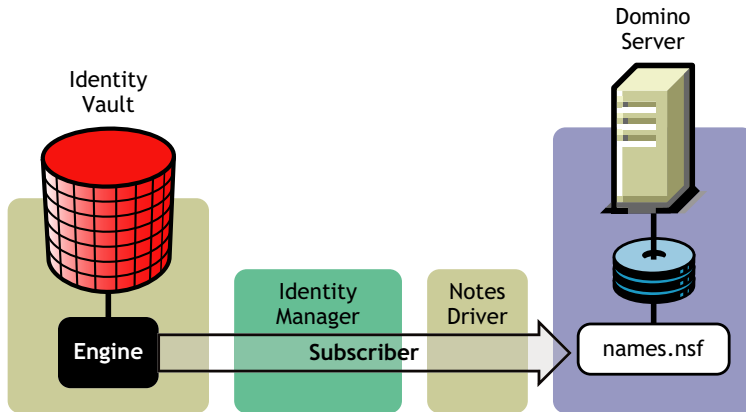 Domino
Server
Identity
Vault
Identity
Manager
Notes
Driver
Engine
Subscriber
names.nsf